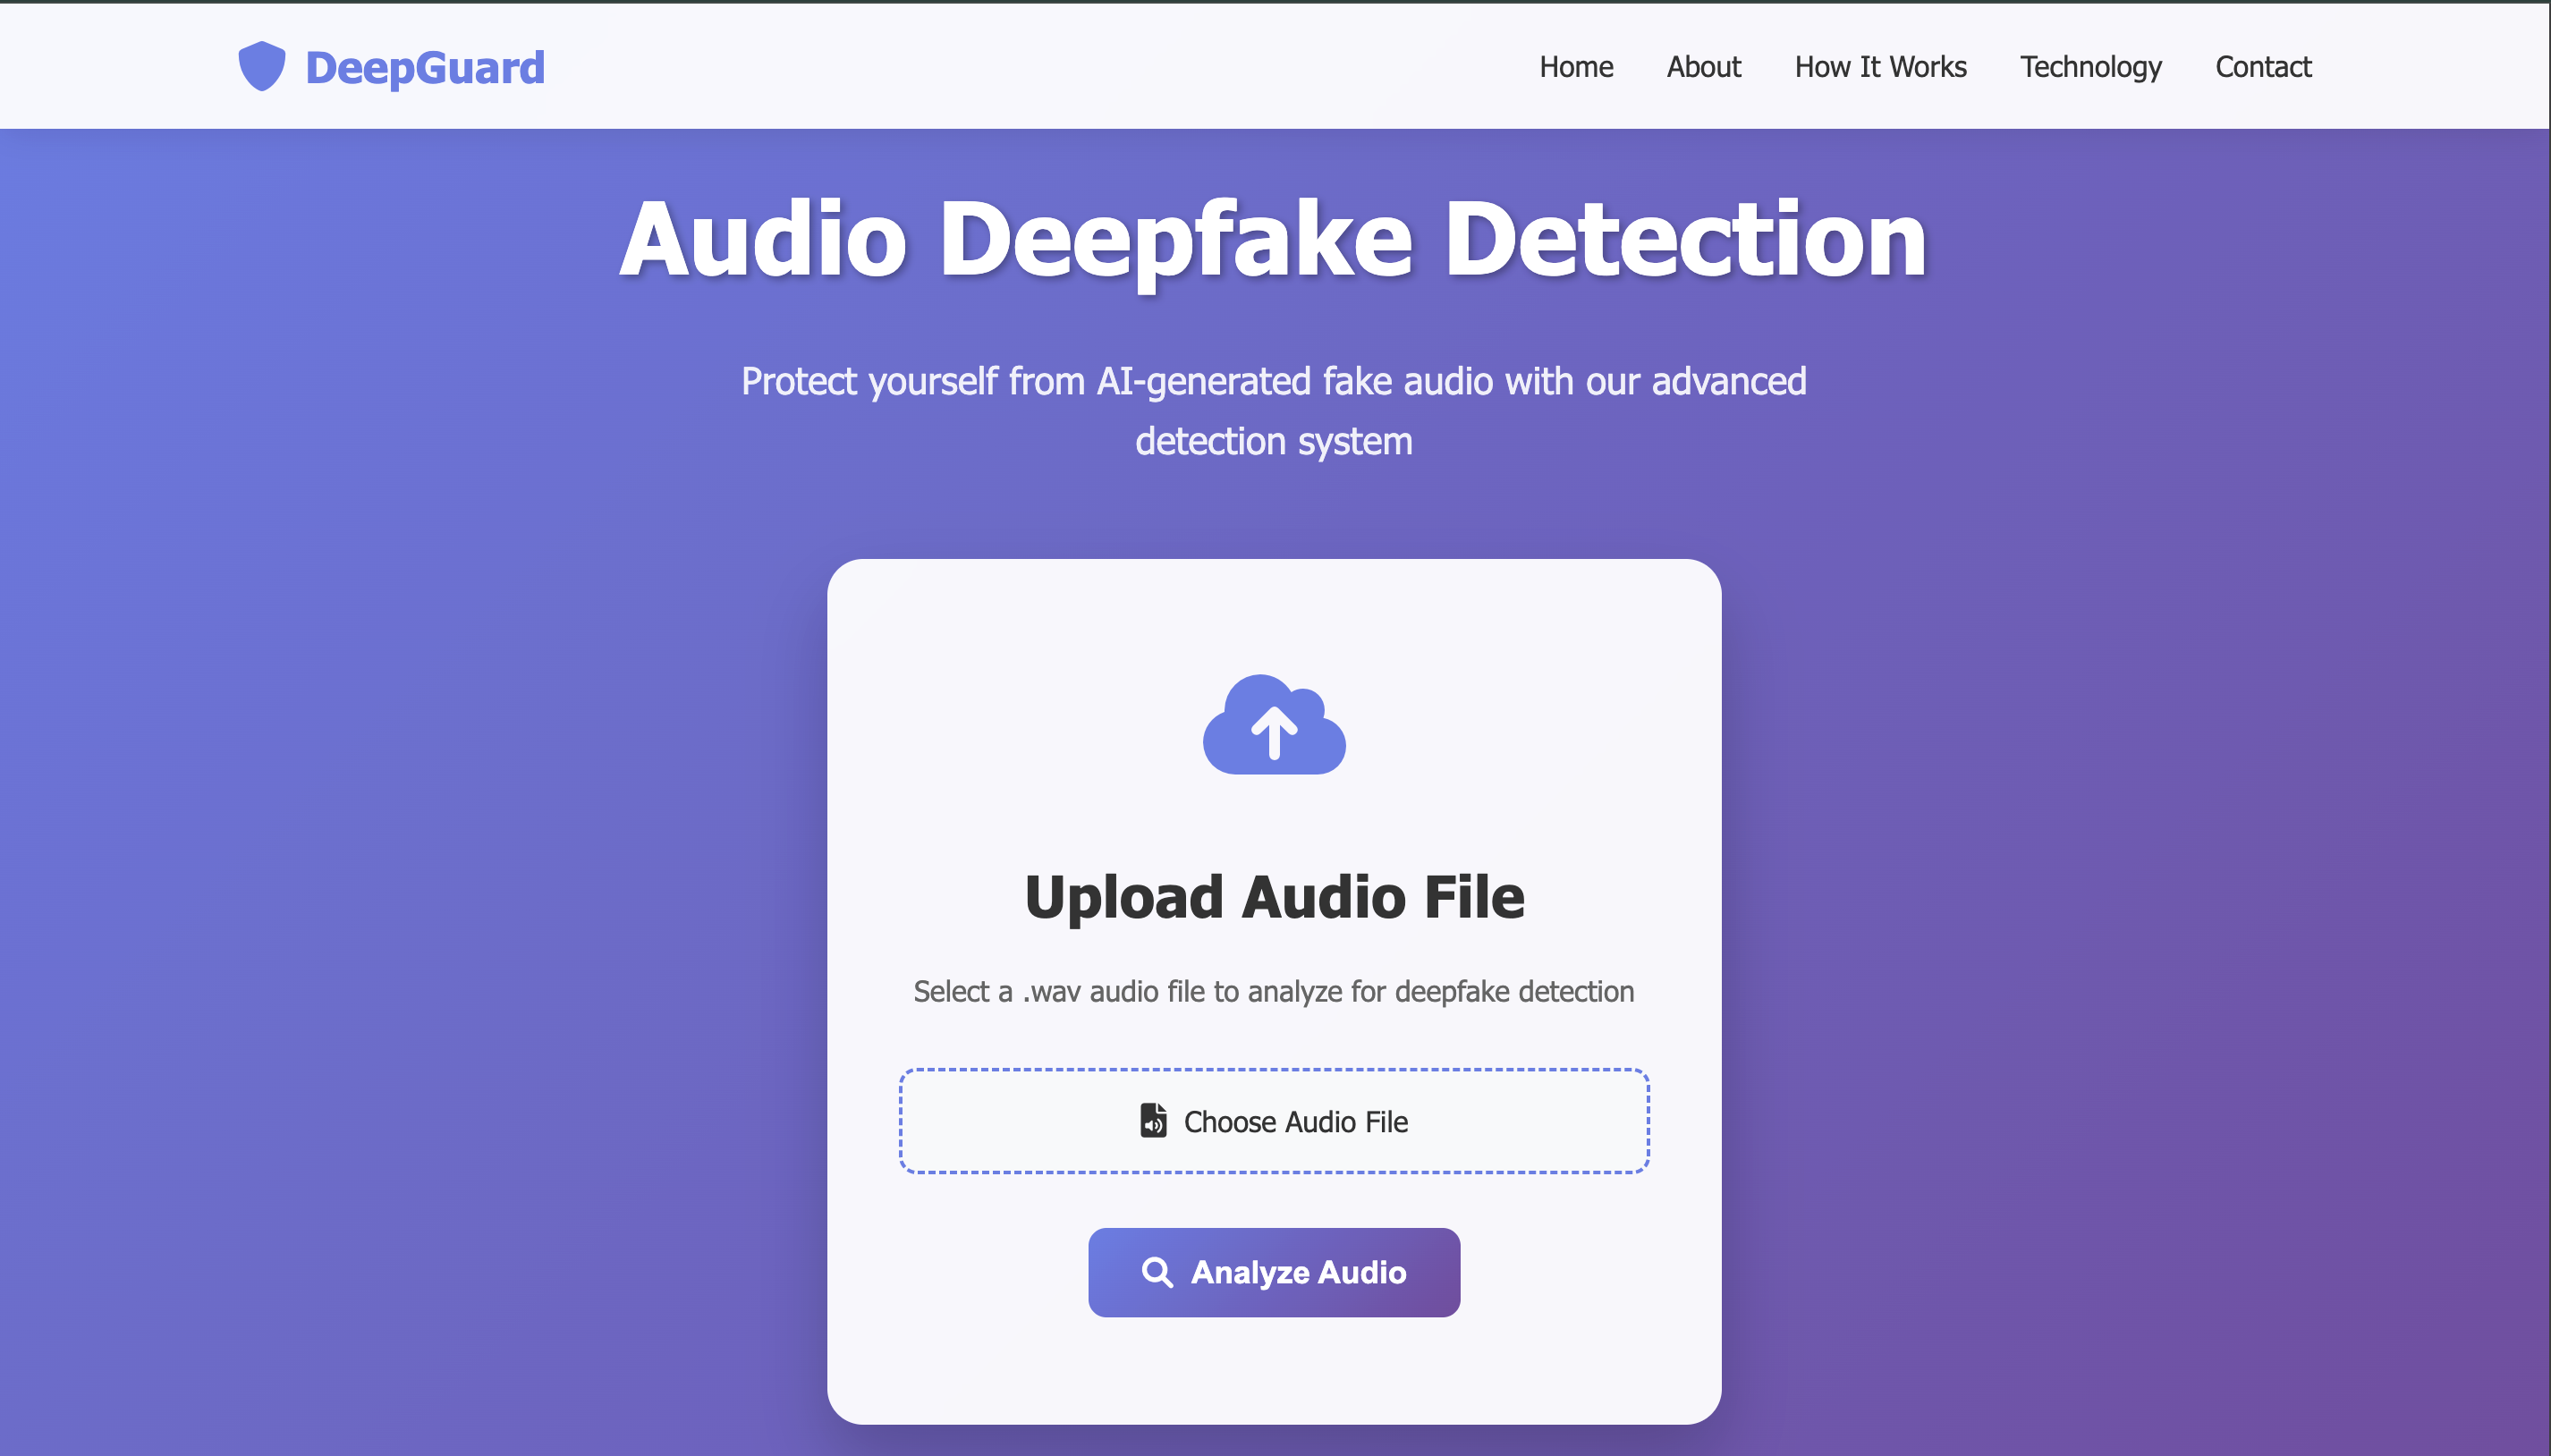 DeepGuard
Home About How It Works Technology Contact
Audio Deepfake Detection
Protect yourself from AI-generated fake audio with our advanced
detection system
Upload Audio File
Select a .wav audio file to analyze for deepfake detection
Choose Audio File
Analyze Audio